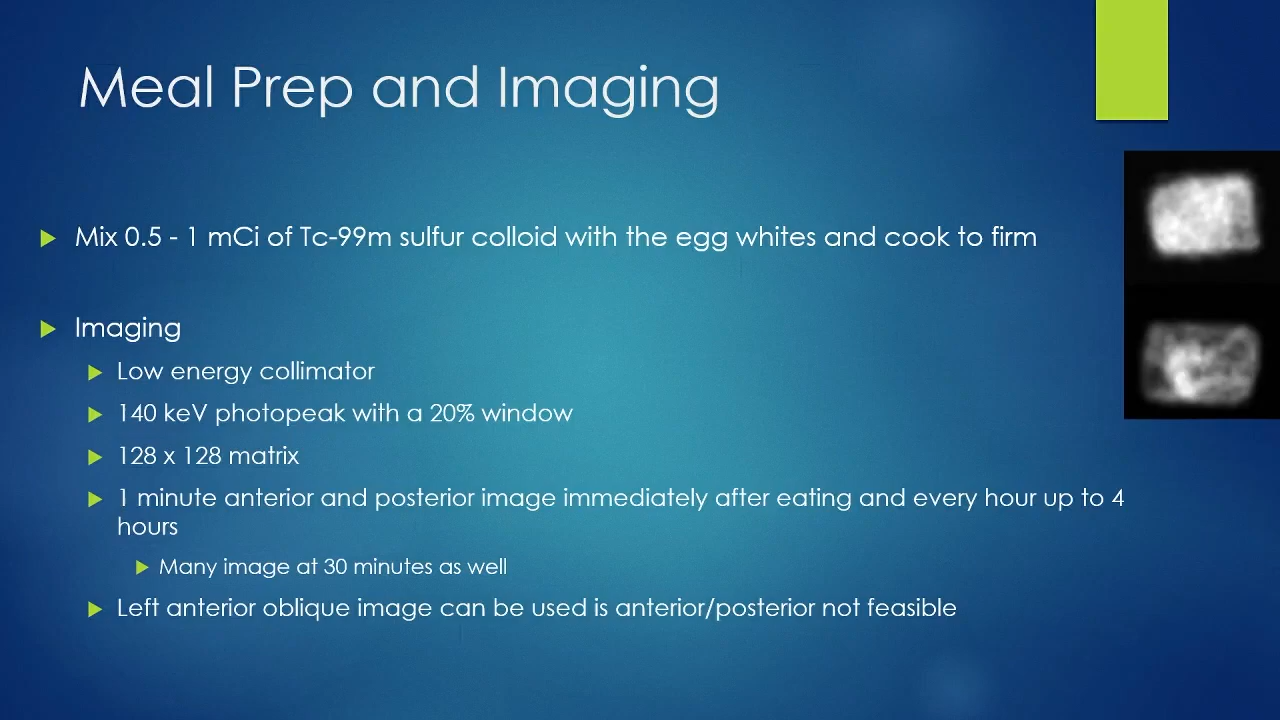 Meal Prep and Imaging
Mix 0.5 - 1 mCi of Tc-99m sulfur colloid with the egg whites and cook to firm
Imaging
Low energy collimator
140 keV photopeak with a 20% window
128 x 128 matrix
1 minute anterior and posterior image immediately after eating and every hour up to 4
hours
Many image at 30 minutes as well
Left anterior oblique image can be used is anterior/posterior not feasible